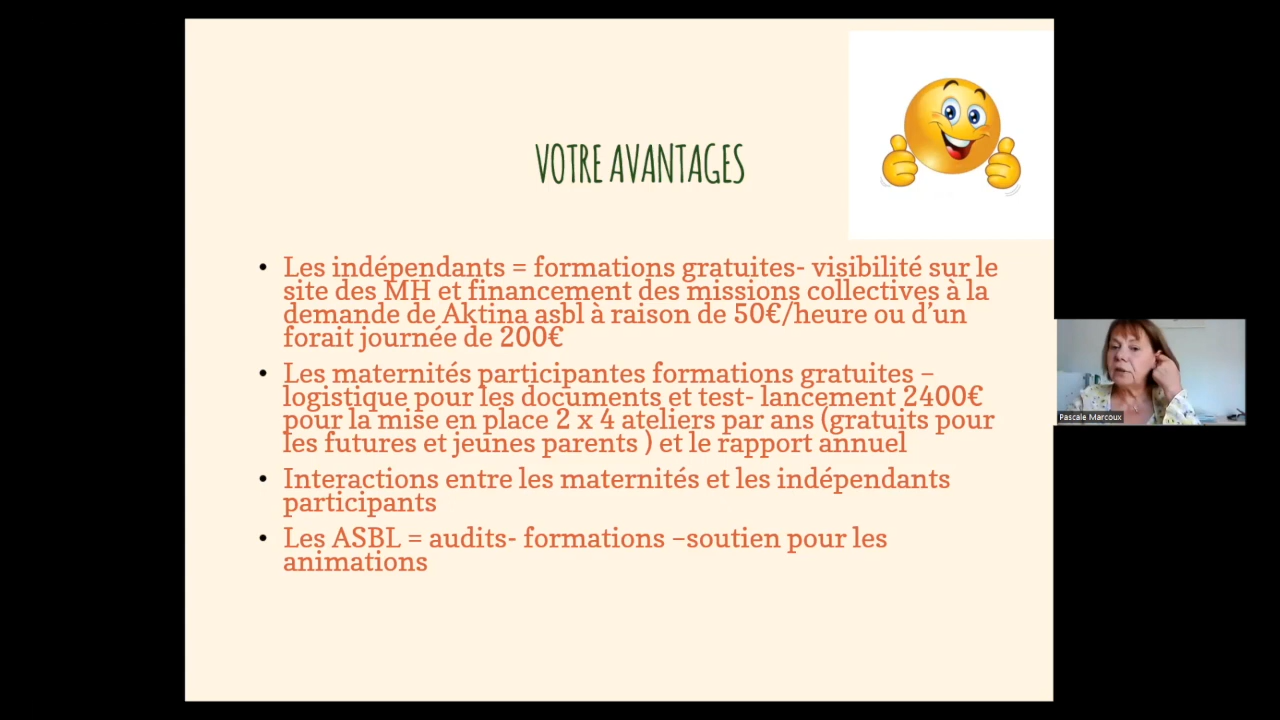 VOTRE AVANTAGES
• Les indépendants = formations gratuites- visibilité sur le
site des MH et financement des missions collectives à la
demande de Aktina asbl à raison de 50€/heure ou d’un
forait journée de 200€
• Les maternités participantes formations gratuites –
logistique pour les documents et test- lancement 2400€
pour la mise en place 2 x 4 ateliers par ans (gratuits pour
les futures et jeunes parents ) et le rapport annuel
• Interactions entre les maternités et les indépendants
participants
• Les ASBL = audits- formations –soutien pour les
animations
Pascale Marcoux